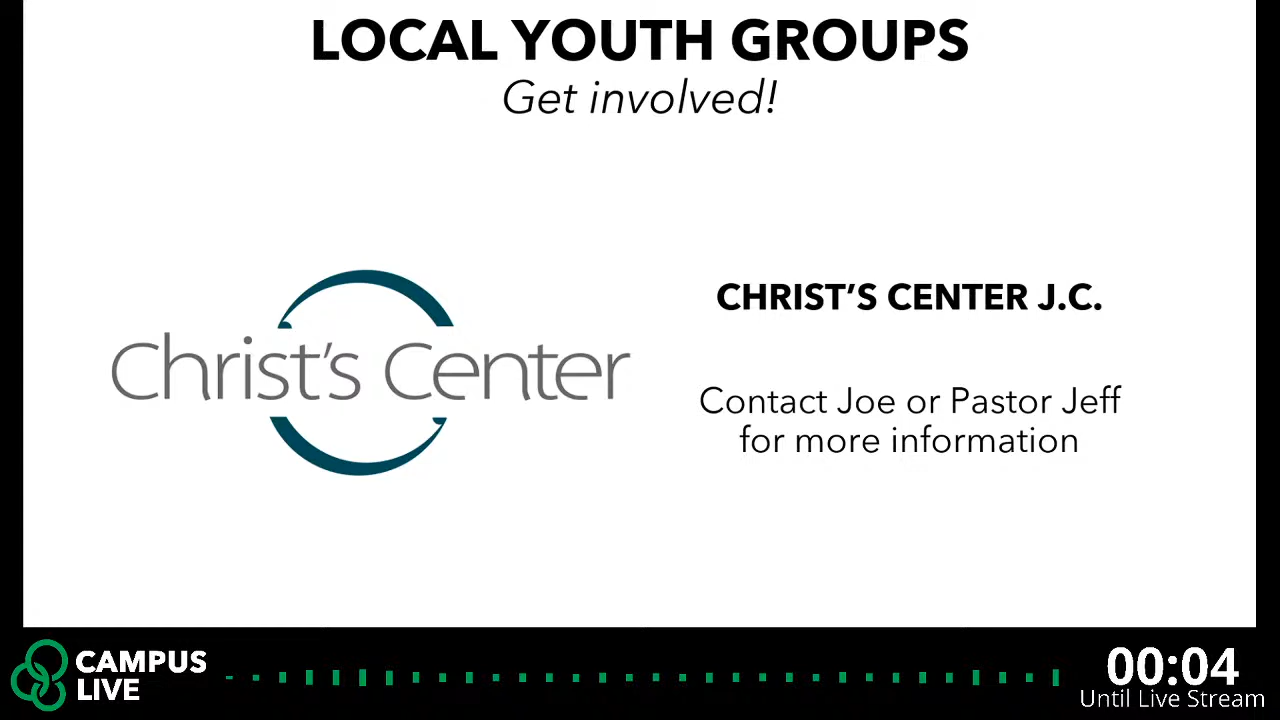 LOCAL YOUTH GROUPS
Get involved!
Christ's Center
CHRIST’S CENTER J.C.
Contact Joe or Pastor Jeff
for more information
CAMPUS
LIVE
00:04
Until Live Stream